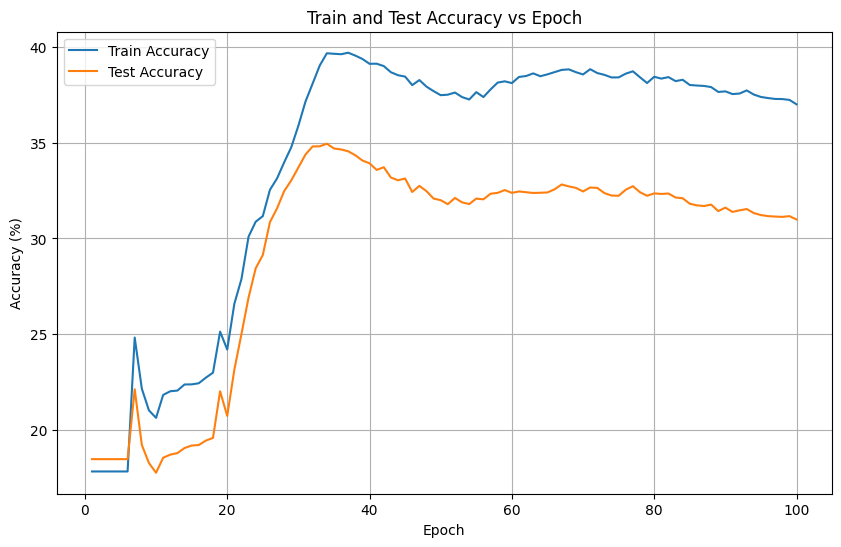 Train and Test Accuracy vs Epoch
Train Accuracy
Test Accuracy
40
35
30
25
20
Accuracy (%)
0 20 40 60 80 100
Epoch